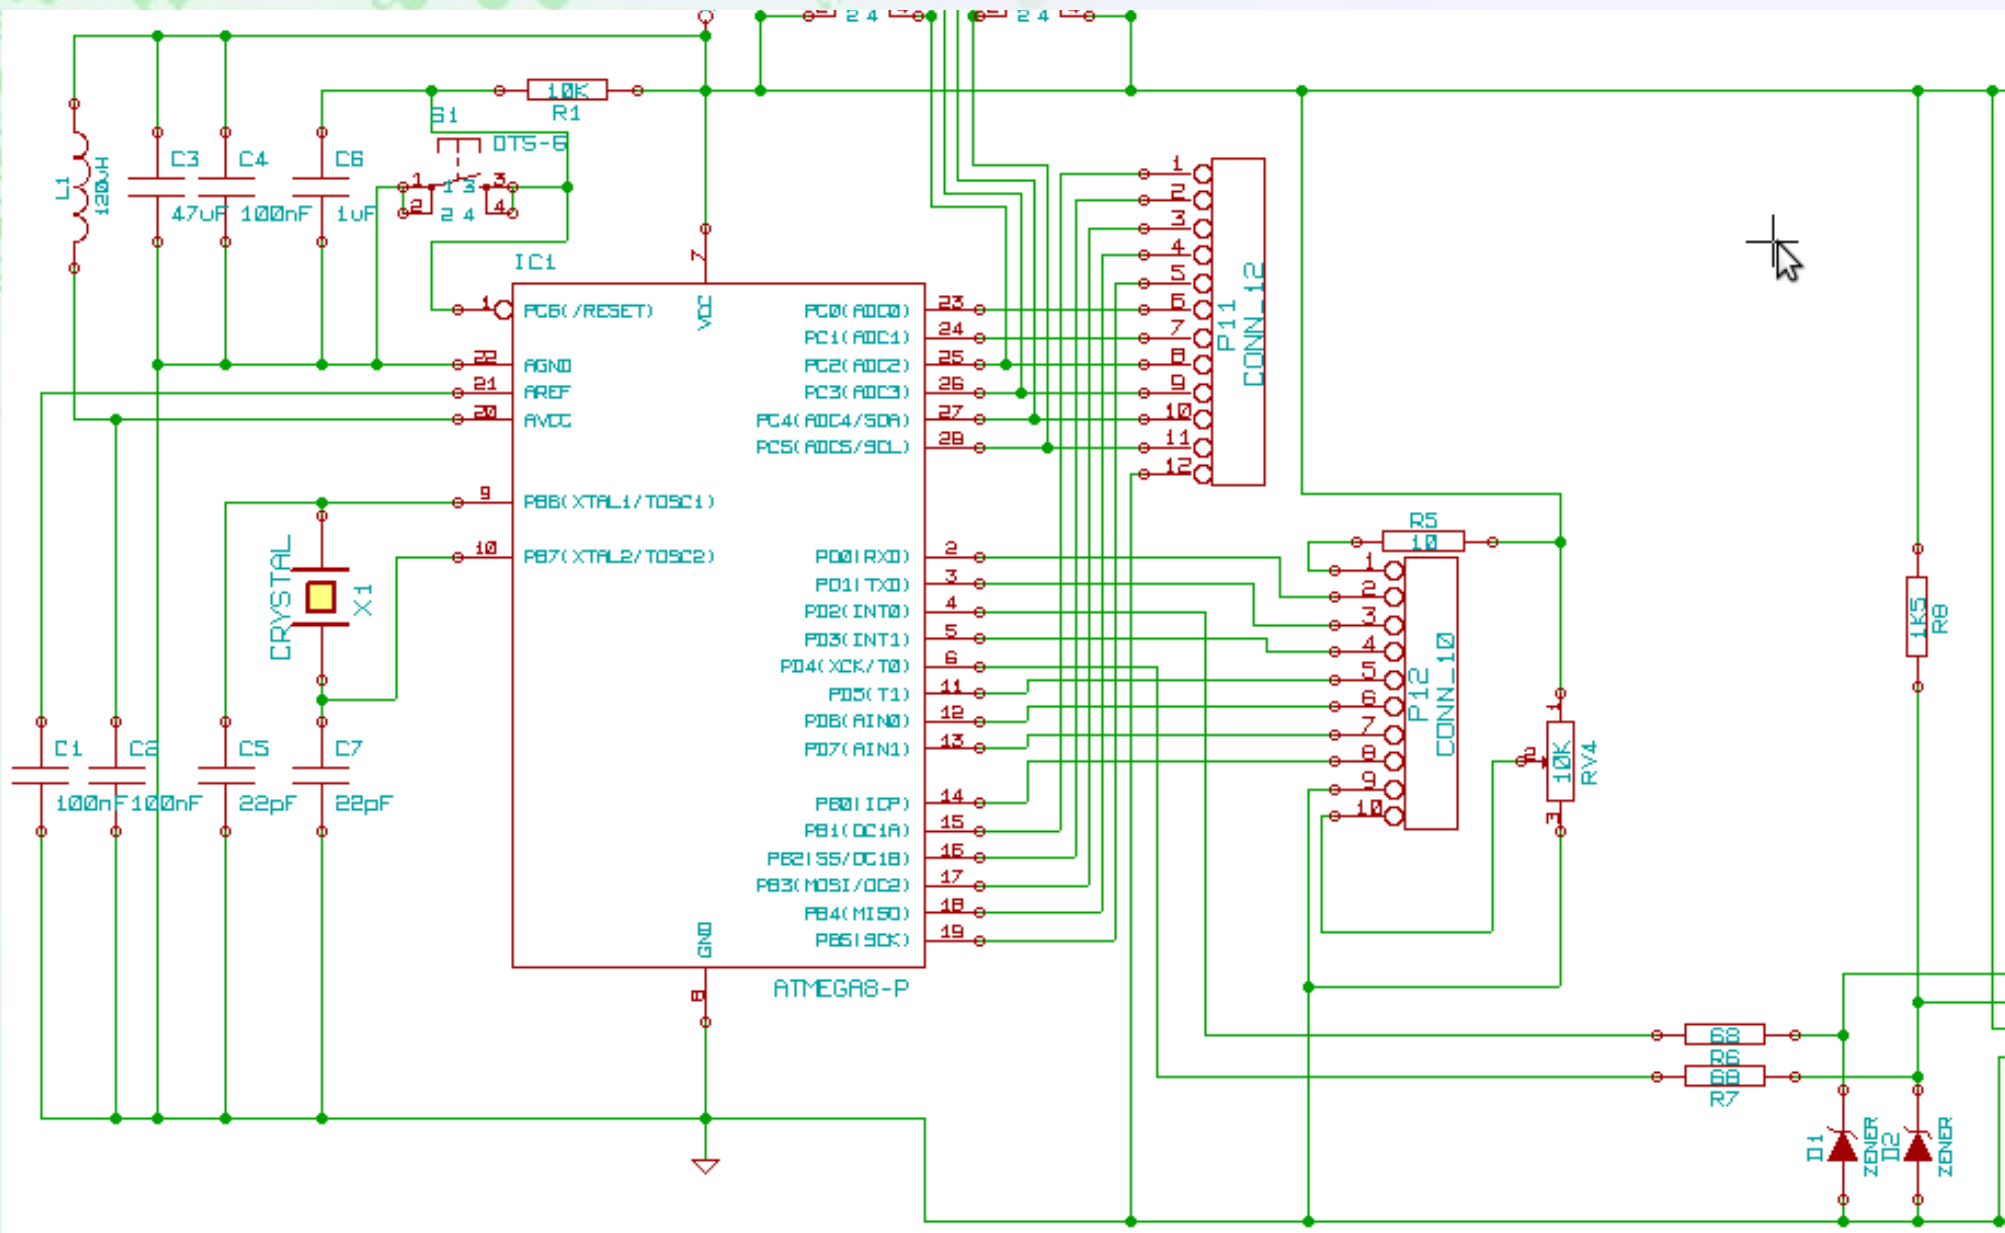 2 4
2 4
10K
R1
S1
OTS-6
1 3
1
3
2
4
2 4
L1
120uH
C3
47uF
C4
100nF
C6
1uF
IC1
7
VCC
1
PC6(/RESET)
22
AGND
21
AREF
20
AVCC
9
PB6(XTAL1/TOSC1)
10
PB7(XTAL2/TOSC2)
PC0(ADC0)
23
PC1(ADC1)
24
PC2(ADC2)
25
PC3(ADC3)
26
PC4(ADC4/SDA)
27
PC5(ADC5/SCL)
28
PD0(RXD)
2
PD1(TXD)
3
PD2(INT0)
4
PD3(INT1)
5
PD4(XCK/T0)
6
PD5(T1)
11
PD6(AIN0)
12
PD7(AIN1)
13
PB0(ICP)
14
PB1(OC1A)
15
PB2(SS/OC1B)
16
PB3(MOSI/OC2)
17
PB4(MISO)
18
PB5(SCK)
19
GND
8
ATMEGA8-P
CRYSTAL
X1
C1
100nF
C2
100nF
C5
22pF
C7
22pF
1
2
3
4
5
6
7
8
9
10
11
12
P11
CONN_12
R5
10
1
2
3
4
5
6
7
8
9
10
P12
CONN_10
1
2
3
10K
RV4
1K5
R8
68
R6
68
R7
D1
ZENER
D2
ZENER